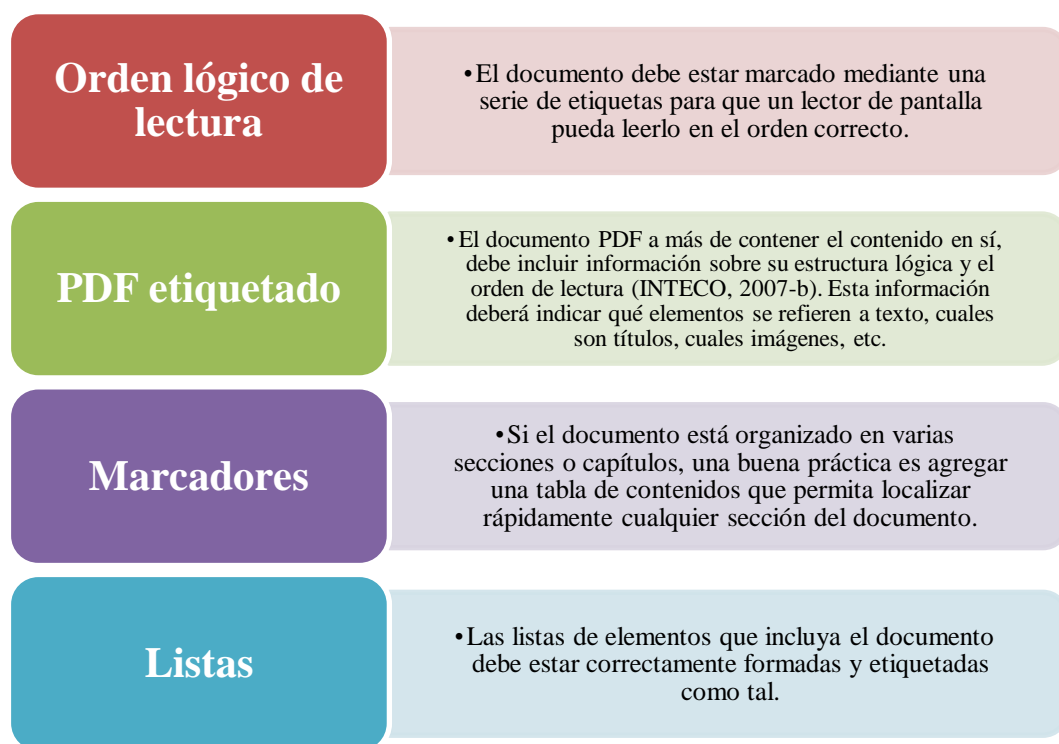 Orden lógico de
lectura
•El documento debe estar marcado mediante una
serie de etiquetas para que un lector de pantalla
pueda leerlo en el orden correcto.
PDF etiquetado
•El documento PDF a más de contener el contenido en sí,
debe incluir información sobre su estructura lógica y el
orden de lectura (INTECO, 2007-b). Esta información
deberá indicar qué elementos se refieren a texto, cuales
son títulos, cuales imágenes, etc.
Marcadores
•Si el documento está organizado en varias
secciones o capítulos, una buena práctica es agregar
una tabla de contenidos que permita localizar
rápidamente cualquier sección del documento.
Listas
•Las listas de elementos que incluya el documento
debe estar correctamente formadas y etiquetadas
como tal.